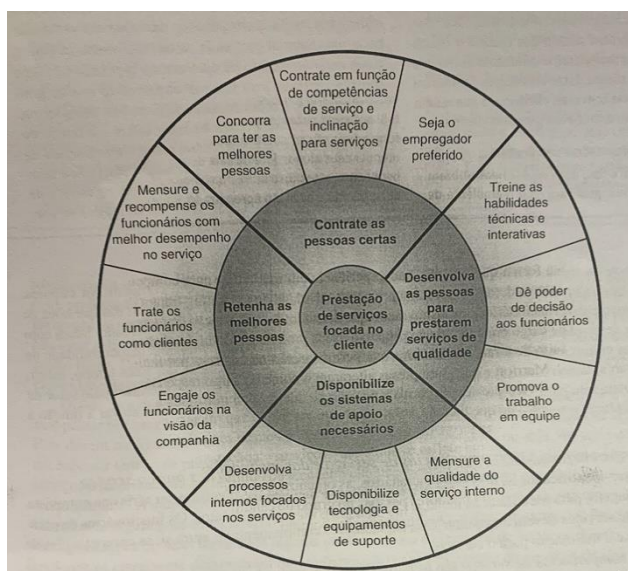 Contrate em função
de competências
de serviço e
inclinação
para serviços
Seja o
empregador
preferido
Treine as
habilidades
técnicas e
interativas
Dê poder
de decisão
aos funcionários
Promova o
trabalho
em equipe
Mensure a
qualidade do
serviço interno
Disponibilize
tecnologia e
equipamentos
de suporte
Desenvolva
processos
internos focados
nos serviços
Engaje os
funcionários na
visão da
companhia
Trate os
funcionários
como clientes
Mensure e
recompense os
funcionários com
melhor desempenho
no serviço
Concorra
para ter as
melhores
pessoas
Contrate as
pessoas certas
Desenvolva
as pessoas
para
prestarem
serviços de
qualidade
Disponibilize
os sistemas
de apoio
necessários
Retenha as
melhores
pessoas
Prestação
de serviços
focada no
cliente